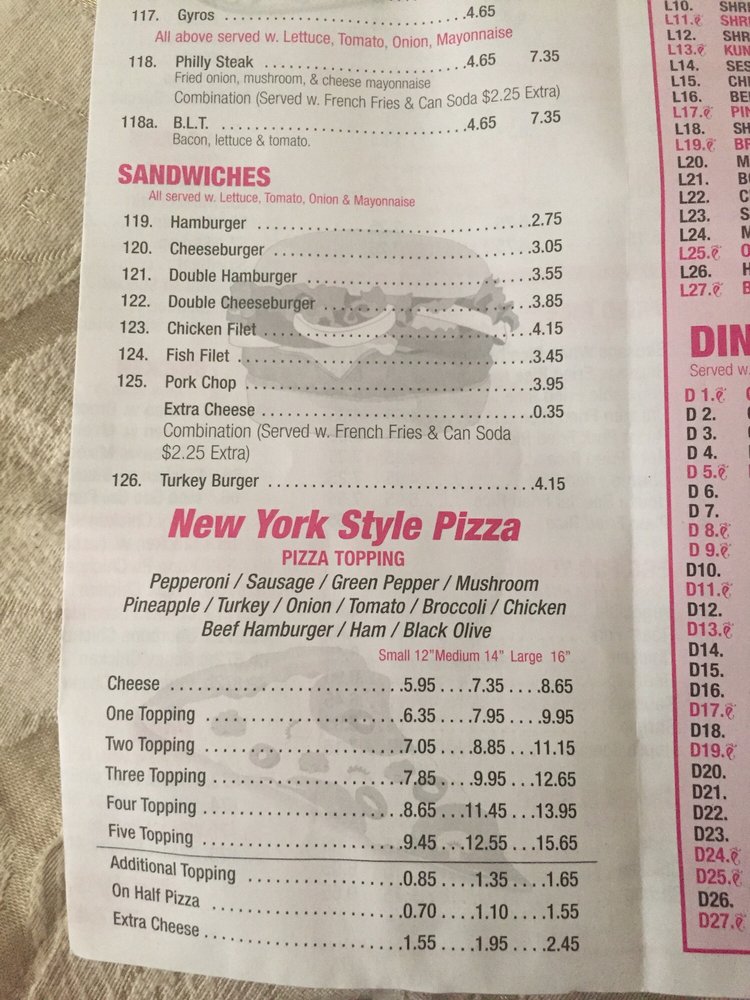 117. Gyros ........................4.65
All above served w. Lettuce, Tomato, Onion, Mayonnaise
118. Philly Steak ........................4.65 7.35
Fried onion, mushroom, & cheese mayonnaise
Combination (Served w. French Fries & Can Soda $2.25 Extra)
118a. B.L.T. ........................4.65 7.35
Bacon, lettuce & tomato.
SANDWICHES
All served w. Lettuce, Tomato, Onion & Mayonnaise
119. Hamburger ........................2.75
120. Cheeseburger ........................3.05
121. Double Hamburger ........................3.55
122. Double Cheeseburger ........................3.85
123. Chicken Filet ........................4.15
124. Fish Filet ........................3.45
125. Pork Chop ........................3.95
Extra Cheese ........................0.35
Combination (Served w. French Fries & Can Soda
$2.25 Extra)
126. Turkey Burger ........................4.15
New York Style Pizza
PIZZA TOPPING
Pepperoni / Sausage / Green Pepper / Mushroom
Pineapple / Turkey / Onion / Tomato / Broccoli / Chicken
Beef Hamburger / Ham / Black Olive
Small 12" Medium 14" Large 16"
Cheese ........................5.95....7.35....8.65
One Topping ........................6.35....7.95....9.95
Two Topping ........................7.05....8.85...11.15
Three Topping ........................7.85....9.95...12.65
Four Topping ........................8.65...11.45...13.95
Five Topping ........................9.45...12.55...15.65
Additional Topping ........................0.85....1.35....1.65
On Half Pizza ........................0.70....1.10....1.55
Extra Cheese ........................1.55....1.95....2.45
L10.
L11.
L12.
L13.
L14.
L15.
L16.
L17.
L18.
L19.
L20.
L21.
L22.
L23.
L24.
L25.
L26.
L27.
Served w.
D 1.
D 2.
D 3.
D 4.
D 5.
D 6.
D 7.
D 8.
D 9.
D10.
D11.
D12.
D13.
D14.
D15.
D16.
D17.
D18.
D19.
D20.
D21.
D22.
D23.
D24.
D25.
D26.
D27.